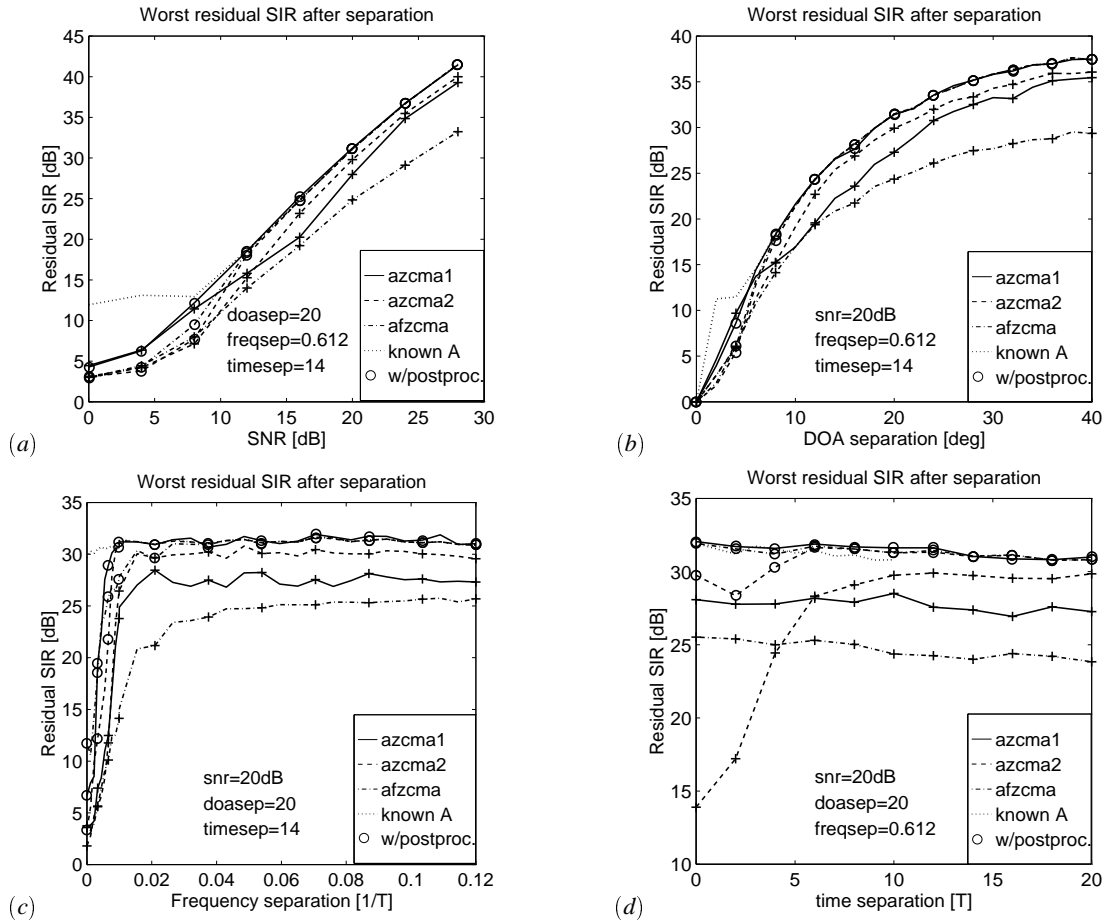 Worst residual SIR after separation
45
40
35
30
25
20
15
10
5
0
Residual SIR [dB]
azcma1
azcma2
afzcma
known A
w/postproc.
doasep=20
freqsep=0.612
timesep=14
0 5 10 15 20 25 30
SNR [dB]
(a)
Worst residual SIR after separation
40
35
30
25
20
15
10
5
0
Residual SIR [dB]
azcma1
azcma2
afzcma
known A
w/postproc.
snr=20dB
freqsep=0.612
timesep=14
0 10 20 30 40
DOA separation [deg]
(b)
Worst residual SIR after separation
35
30
25
20
15
10
5
0
Residual SIR [dB]
azcma1
azcma2
afzcma
known A
w/postproc.
snr=20dB
doasep=20
timesep=14
0 0.02 0.04 0.06 0.08 0.1 0.12
Frequency separation [1/T]
(c)
Worst residual SIR after separation
35
30
25
20
15
10
Residual SIR [dB]
azcma1
azcma2
afzcma
known A
w/postproc.
snr=20dB
doasep=20
freqsep=0.612
0 5 10 15 20
time separation [T]
(d)